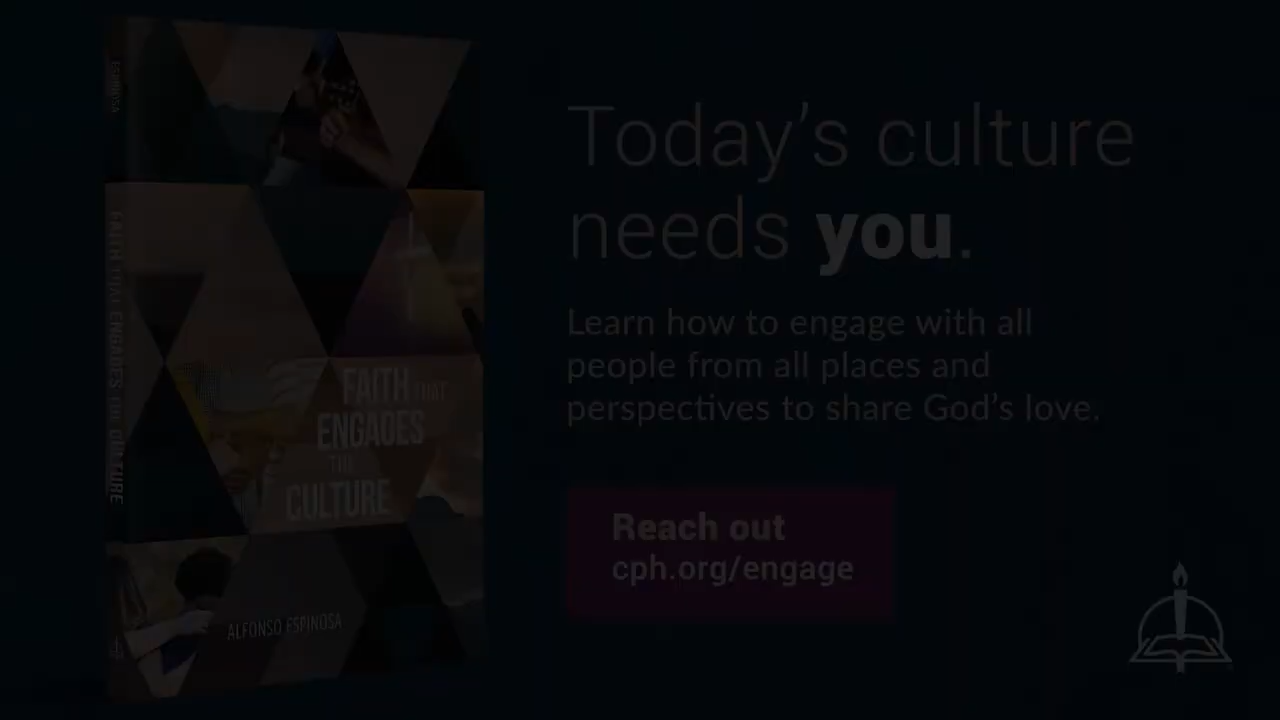 ESPINOSA
FAITH THAT ENGAGES THE CULTURE
FAITH THAT
ENGAGES
THE
CULTURE
ALFONSO ESPINOSA
Today's culture
needs you.
Learn how to engage with all
people from all places and
perspectives to share God's love.
Reach out
cph.org/engage